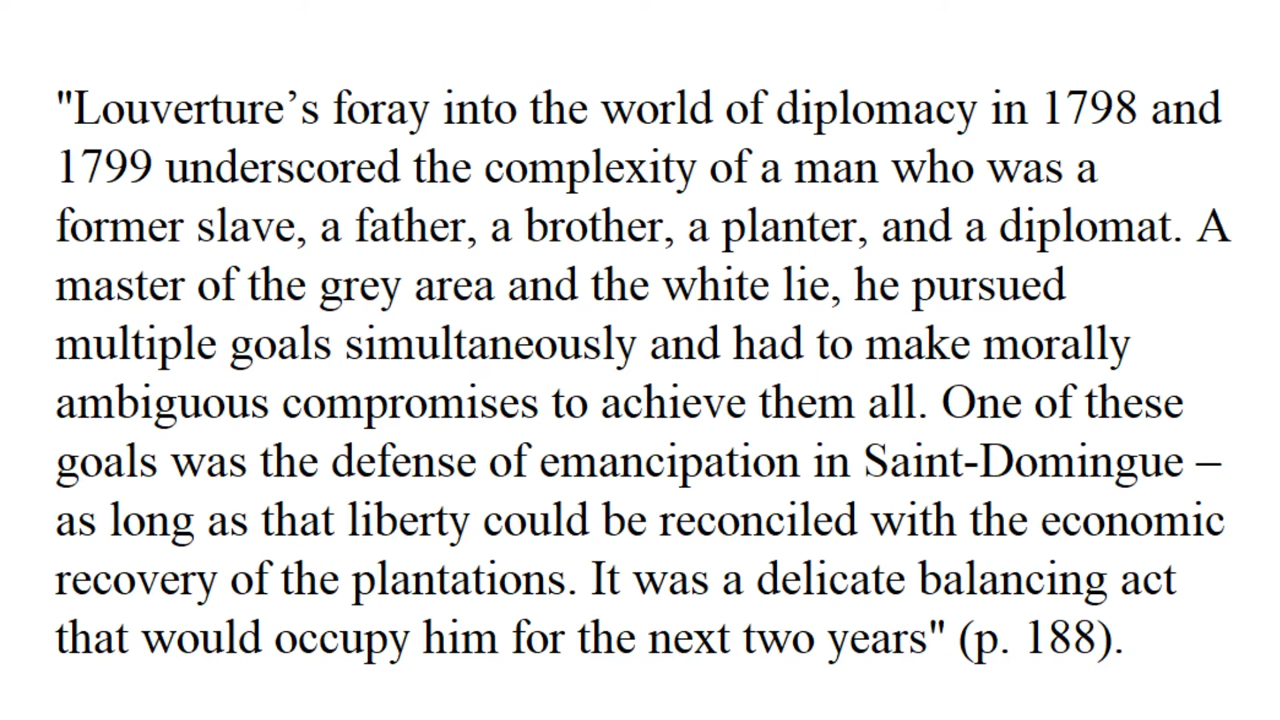 "Louverture’s foray into the world of diplomacy in 1798 and
1799 underscored the complexity of a man who was a
former slave, a father, a brother, a planter, and a diplomat. A
master of the grey area and the white lie, he pursued
multiple goals simultaneously and had to make morally
ambiguous compromises to achieve them all. One of these
goals was the defense of emancipation in Saint-Domingue –
as long as that liberty could be reconciled with the economic
recovery of the plantations. It was a delicate balancing act
that would occupy him for the next two years" (p. 188).